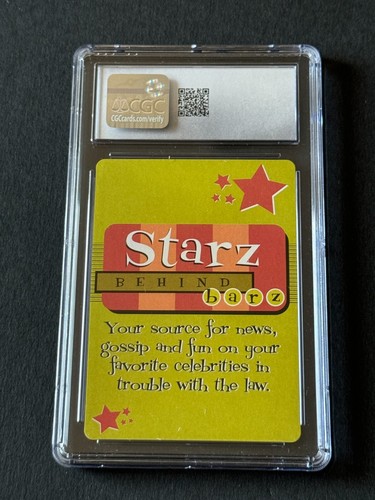 CGC
CGCcards.com/verify
Starz
BEHIND
barz
Your source for news,
gossip and fun on your
favorite celebrities in
trouble with the law.